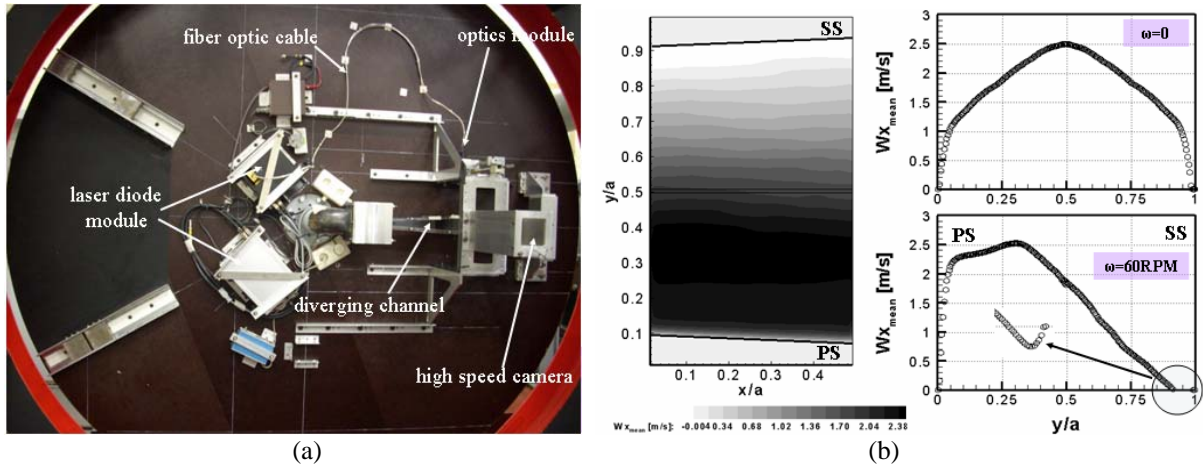 fiber optic cable
optics module
laser diode
module
diverging channel
high speed camera
(a)
SS
0.9
0.8
0.7
0.6
0.5
0.4
0.3
0.2
0.1
y/a
PS
0.1 0.2 0.3 0.4
x/a
Wx mean [m/s]: -0.004 0.34 0.68 1.02 1.36 1.70 2.04 2.38
ω=0
3
2.5
2
1.5
1
0.5
0
Wx mean [m/s]
0 0.25 0.5 0.75 1
PS SS
ω=60RPM
3
2.5
2
1.5
1
0.5
0
Wx mean [m/s]
0 0.25 0.5 0.75 1
y/a
(b)